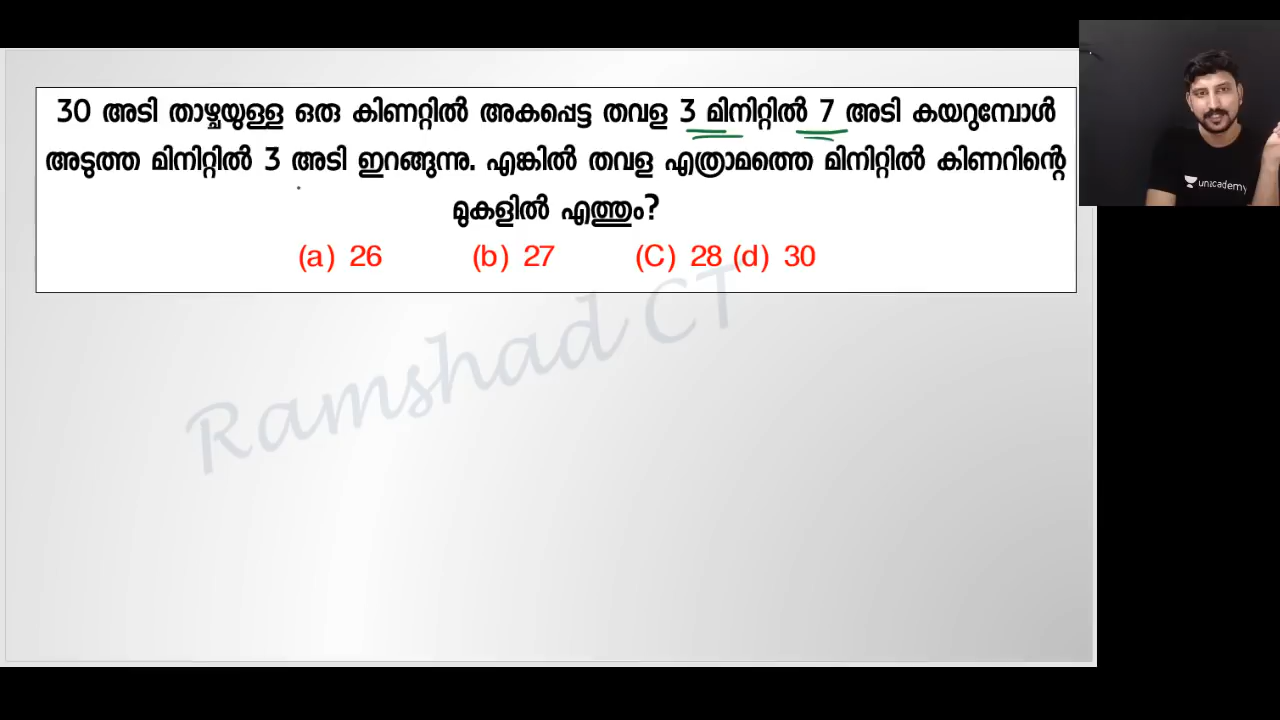 30 അടി താഴ്ചയുള്ള ഒരു കിണറ്റിൽ അകപ്പെട്ട തവള 3 മിനിറ്റിൽ 7 അടി കയറുമ്പോൾ
അടുത്ത മിനിറ്റിൽ 3 അടി ഇറങ്ങുന്നു. എങ്കിൽ തവള എത്രാമത്തെ മിനിറ്റിൽ കിണറിന്റെ
മുകളിൽ എത്തും?
(a) 26 (b) 27 (C) 28 (d) 30
Ramshad CT
unacademy